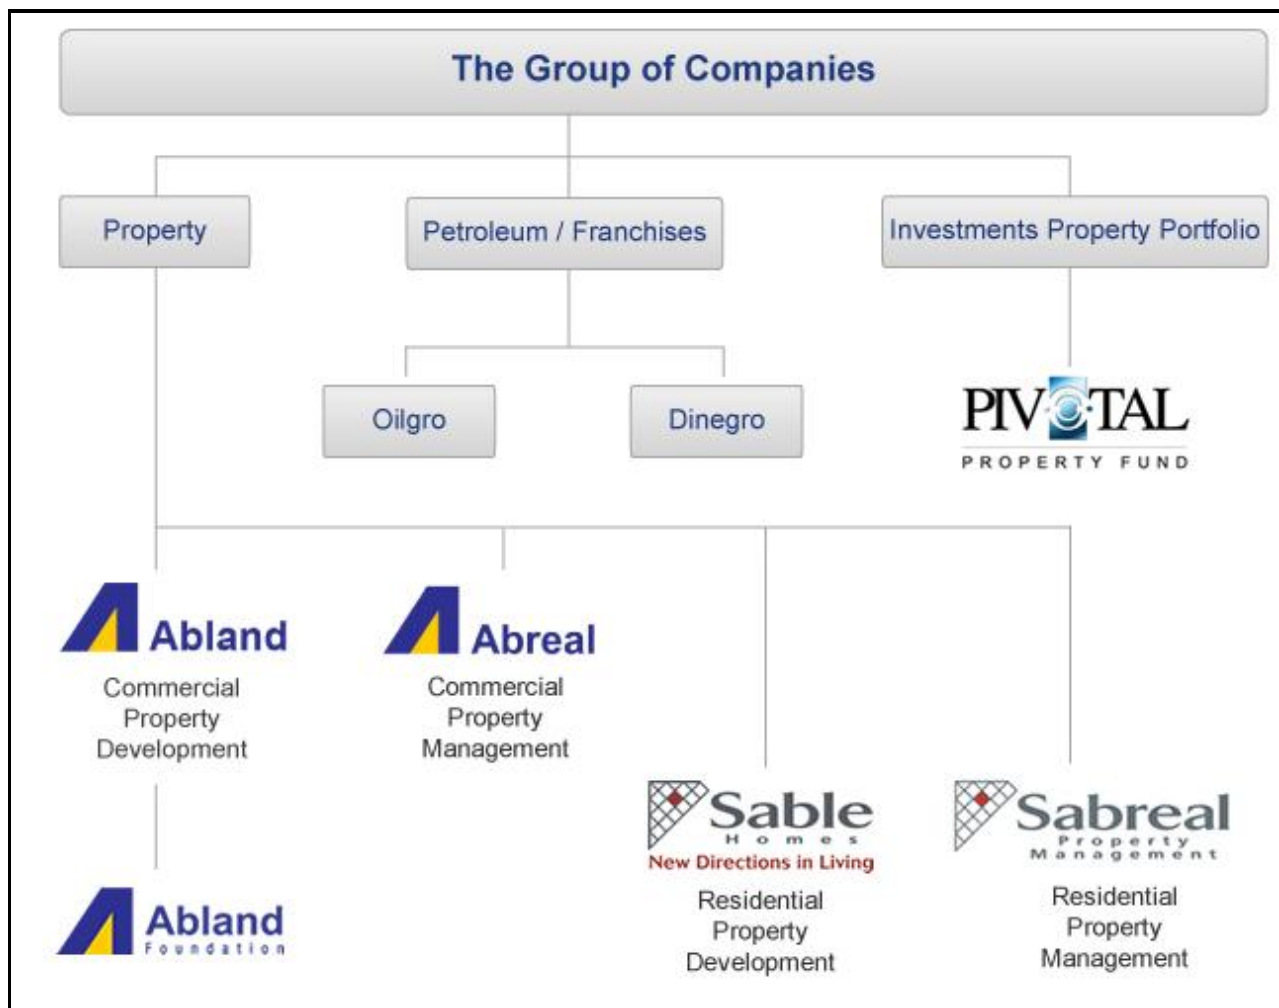 The Group of Companies
Property
Petroleum / Franchises
Investments Property Portfolio
Oilgro
Dinegro
PIVOTAL
PROPERTY FUND
Abland
Commercial
Property
Development
Abreal
Commercial
Property
Management
Sable
Homes
New Directions in Living
Residential
Property
Development
Sabreal
Property
Management
Residential
Property
Management
Abland
Foundation